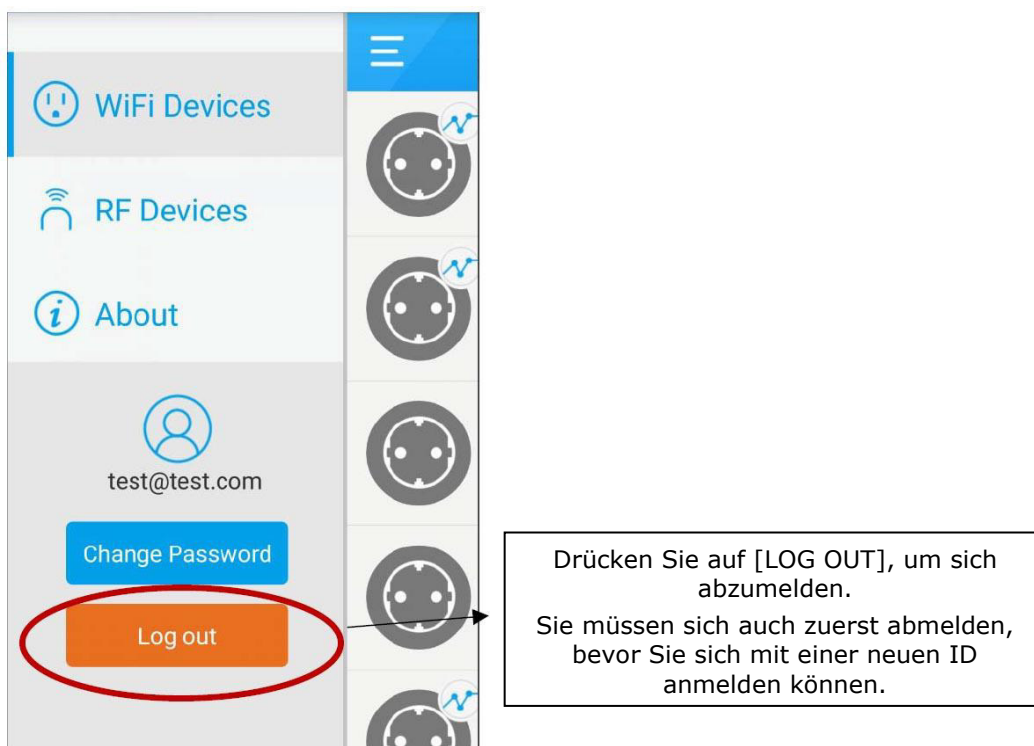 WiFi Devices
RF Devices
About
test@test.com
Change Password
Log out
Drücken Sie auf [LOG OUT], um sich
abzumelden.
Sie müssen sich auch zuerst abmelden,
bevor Sie sich mit einer neuen ID
anmelden können.